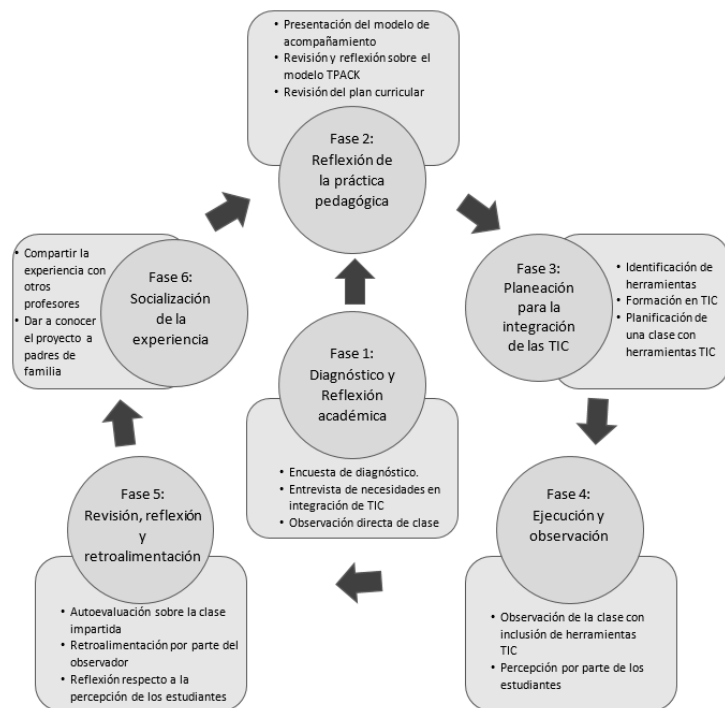 • Presentación del modelo de
acompañamiento
• Revisión y reflexión sobre el
modelo TPACK
• Revisión del plan curricular
Fase 2:
Reflexión de
la práctica
pedagógica
• Compartir la
experiencia con
otros
profesores
• Dar a conocer
el proyecto a
padres de
familia
Fase 6:
Socialización
de la
experiencia
Fase 3:
Planeación
para la
integración
de las TIC
• Identificación de
herramientas
• Formación en TIC
• Planificación de
una clase con
herramientas TIC
Fase 1:
Diagnóstico y
Reflexión
académica
• Encuesta de diagnóstico.
• Entrevista de necesidades en
integración de TIC
• Observación directa de clase
Fase 5:
Revisión, reflexión
y
retroalimentación
• Autoevaluación sobre la clase
impartida
• Retroalimentación por parte del
observador
• Reflexión respecto a la
percepción de los estudiantes
Fase 4:
Ejecución y
observación
• Observación de la clase con
inclusión de herramientas
TIC
• Percepción por parte de los
estudiantes